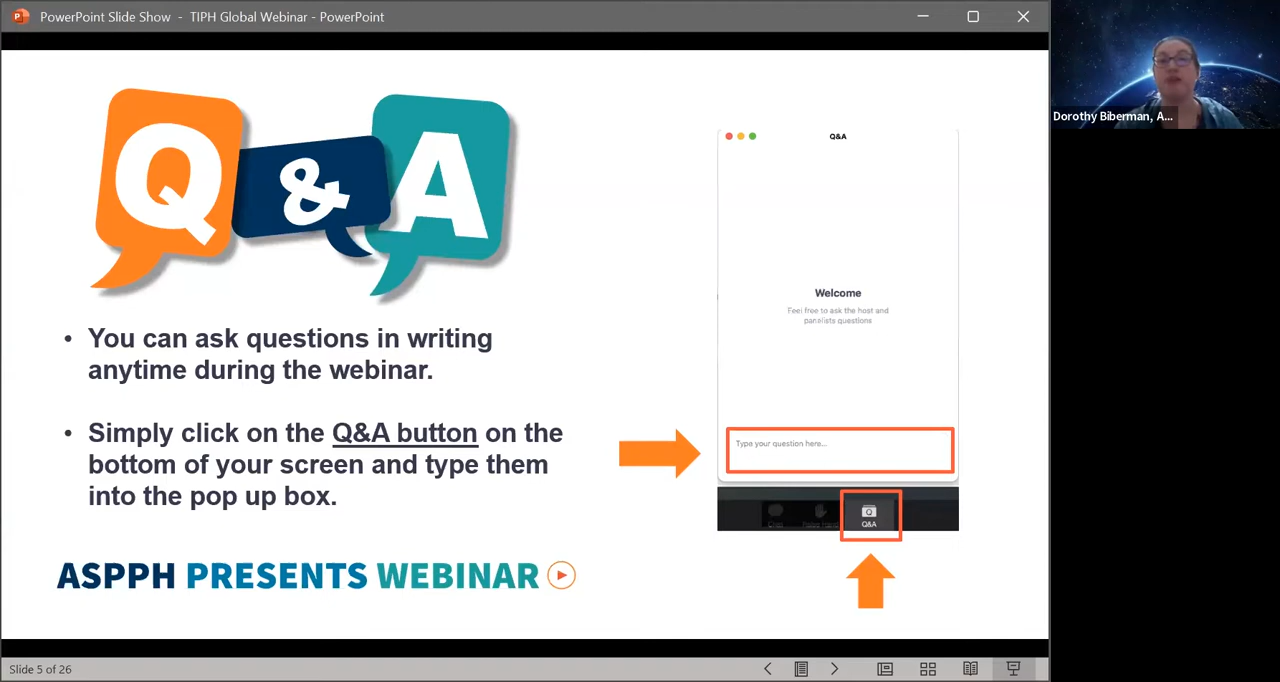 PowerPoint Slide Show - TIPH Global Webinar - PowerPoint
Q & A
• You can ask questions in writing
anytime during the webinar.
• Simply click on the Q&A button on the
bottom of your screen and type them
into the pop up box.
ASPPH PRESENTS WEBINAR
Q&A
Welcome
Feel free to ask the host and
panelists questions
Type your question here...
Chat
Raise Hand
Q&A
Dorothy Biberman, A...
Slide 5 of 26